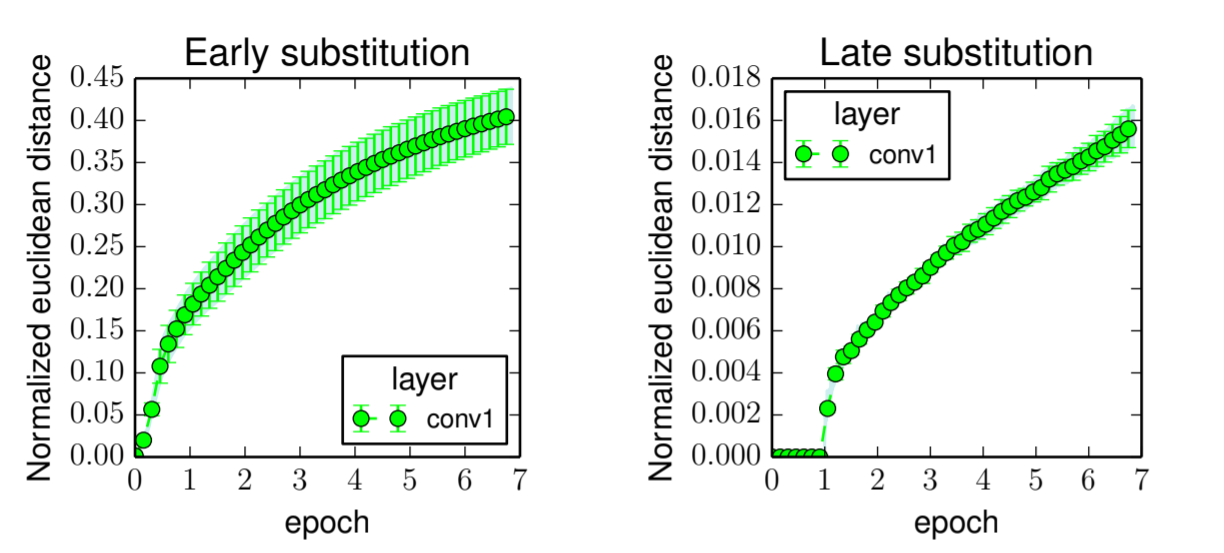 Early substitution
Normalized euclidean distance
0.45
0.40
0.35
0.30
0.25
0.20
0.15
0.10
0.05
0.00
layer
conv1
0 1 2 3 4 5 6 7
epoch
Late substitution
Normalized euclidean distance
0.018
0.016
0.014
0.012
0.010
0.008
0.006
0.004
0.002
0.000
layer
conv1
0 1 2 3 4 5 6 7
epoch